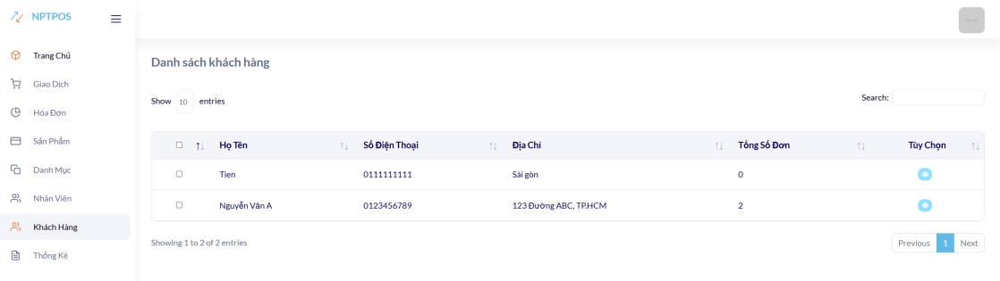 NPTPOS
Trang Chủ
Giao Dịch
Hóa Đơn
Sản Phẩm
Danh Mục
Nhân Viên
Khách Hàng
Thống Kê
Danh sách khách hàng
Show 10 entries
Search:
Họ Tên Số Điện Thoại Địa Chỉ Tổng Số Đơn Tùy Chọn
Tien 0111111111 Sài gòn 0
Nguyễn Văn A 0123456789 123 Đường ABC, TP.HCM 2
Showing 1 to 2 of 2 entries
Previous 1 Next